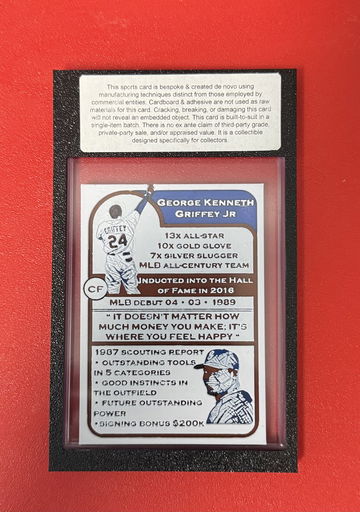 This sports card is bespoke & created de novo using
manufacturing techniques distinct from those employed by
commercial entities. Cardboard & adhesive are not used as raw
materials for this card. Cracking, breaking, or damaging this card
will not reveal an embedded object. This card is built-to-suit in a
single-item batch. There is no ex ante claim of third-party grade,
private-party sale, and/or appraised value. It is a collectible
designed specifically for collectors.
GEORGE KENNETH
GRIFFEY JR
GRIFFEY
24
13X ALL-STAR
10X GOLD GLOVE
7X SILVER SLUGGER
MLB ALL-CENTURY TEAM
CF
INDUCTED INTO THE HALL
OF FAME IN 2016
MLB DEBUT 04 • 03 • 1989
"IT DOESN'T MATTER HOW
MUCH MONEY YOU MAKE; IT'S
WHERE YOU FEEL HAPPY"
1987 SCOUTING REPORT
• OUTSTANDING TOOLS
IN 5 CATEGORIES
• GOOD INSTINCTS IN
THE OUTFIELD
• FUTURE OUTSTANDING
POWER
•SIGNING BONUS $200K